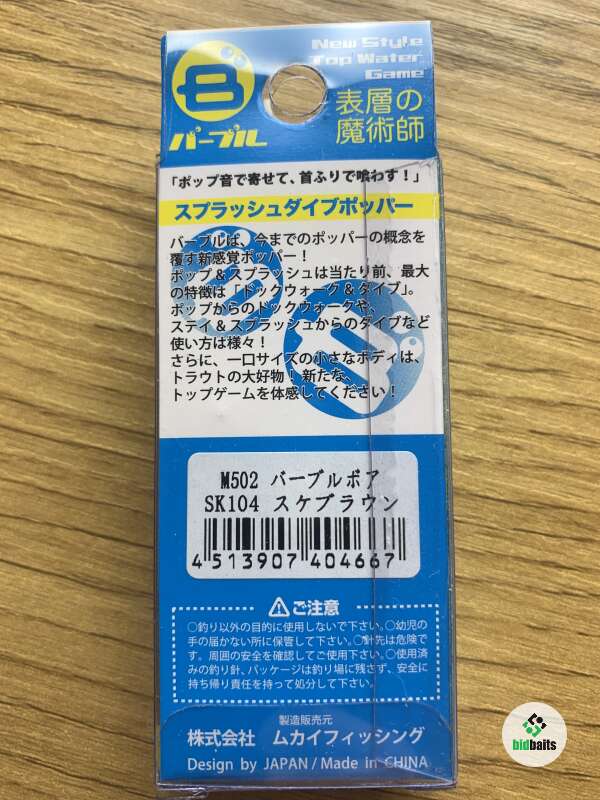 New Style
Top Water
Game
B
バーブル
表層の
魔術師
「ポップ音で寄せて、首ふりで喰わす！」
スプラッシュダイブポッパー
バーブルは、今までのポッパーの概念を
覆す新感覚ポッパー！
ポップ＆スプラッシュは当たり前、最大
の特徴は「ドックウォーク＆ダイブ」。
ポップからのドックウォークや、
ステイ＆スプラッシュからのダイブなど
使い方は様々！
さらに、一口サイズの小さなボディは、
トラウトの大好物！ 新たな、
トップゲームを体感してください！
M502 バーブルボア
SK104 スケブラウン
4 513907 404667
⚠ご注意
○釣り以外の目的に使用しないで下さい。○幼児の
手の届かない所に保管して下さい。○針先は危険で
す。周囲の安全を確認してご使用下さい。○使用済
みの釣り針、パッケージは釣り場に残さず、安全に
持ち帰り責任を持って処分して下さい。
製造販売元
株式会社 ムカイフィッシング
Design by JAPAN / Made in CHINA
bidbaits